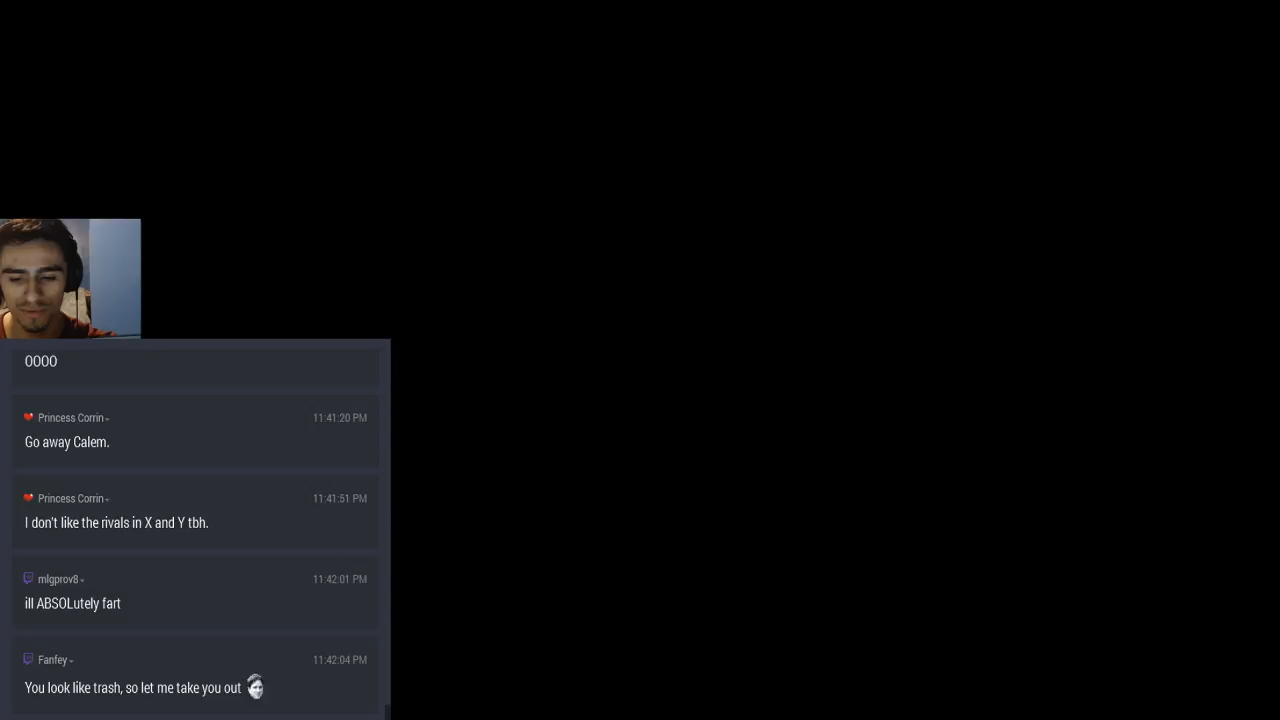 0000
Princess Corrin
11:41:20 PM
Go away Calem.
Princess Corrin
11:41:51 PM
I don't like the rivals in X and Y tbh.
mlgprov8
11:42:01 PM
ill ABSOLutely fart
Fanfey
11:42:04 PM
You look like trash, so let me take you out